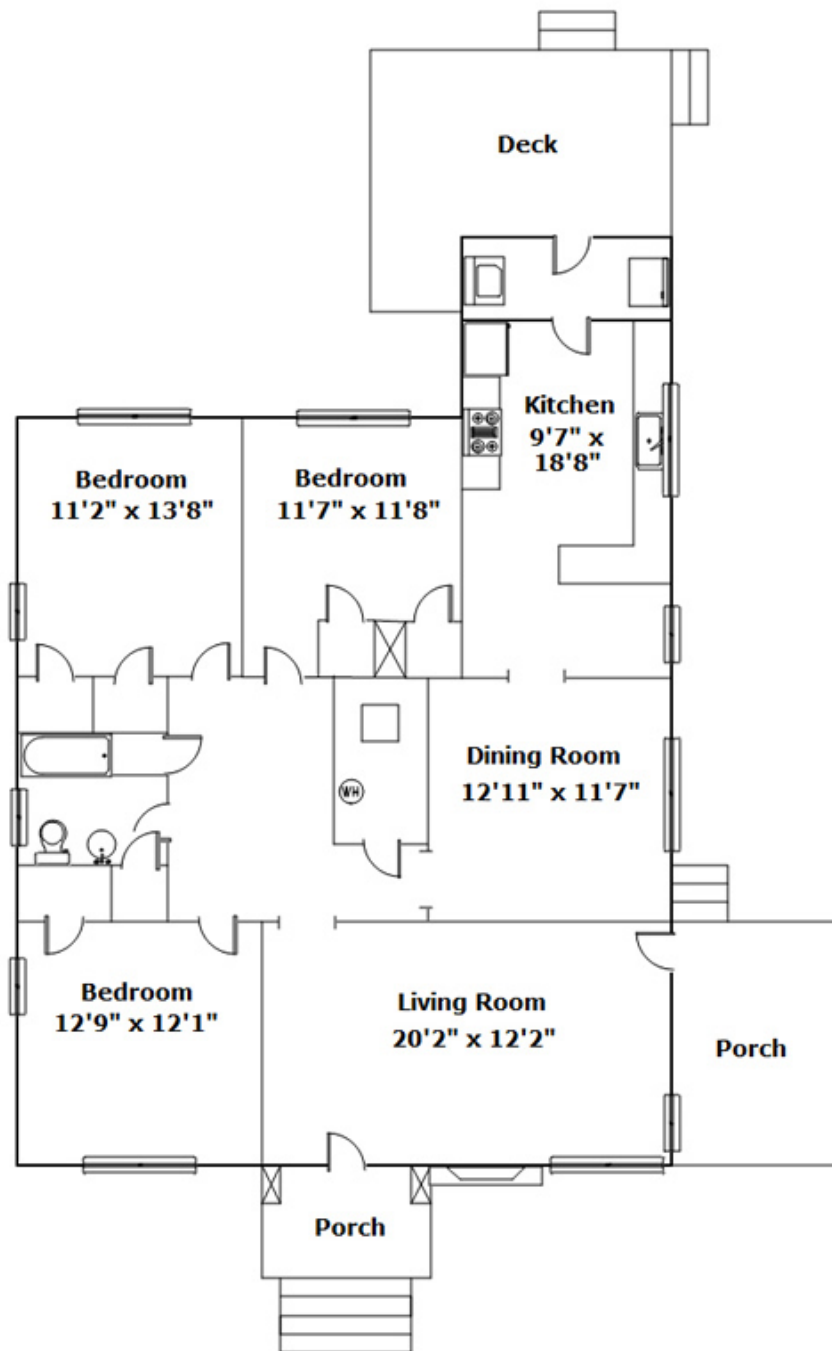 Deck
Kitchen
9'7" x
18'8"
Bedroom
11'2" x 13'8"
Bedroom
11'7" x 11'8"
Dining Room
12'11" x 11'7"
WH
Bedroom
12'9" x 12'1"
Living Room
20'2" x 12'2"
Porch
Porch